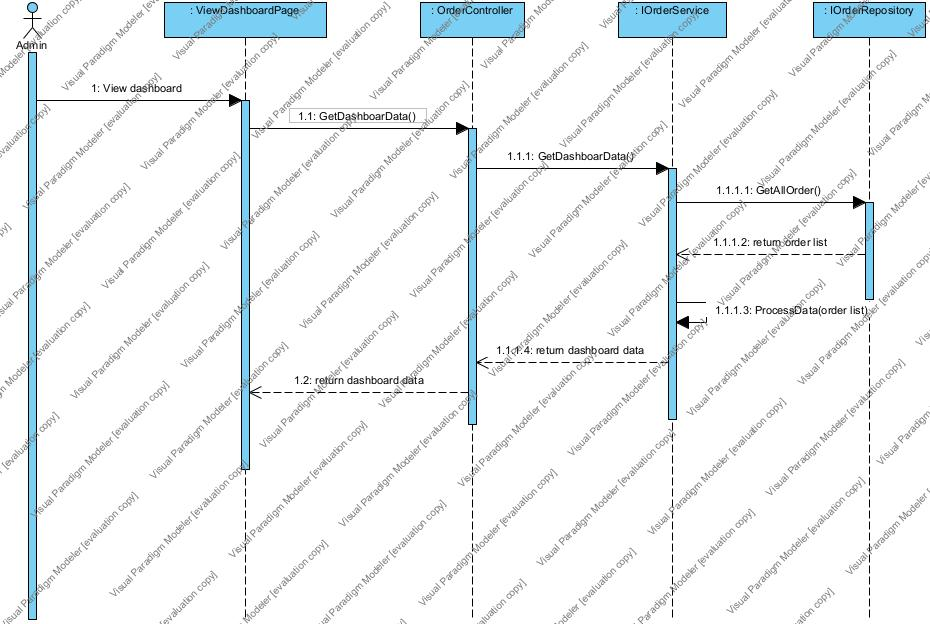 : ViewDashboardPage
: OrderController
: IOrderService
: IOrderRepository
Admin
1: View dashboard
1.1: GetDashboarData()
1.1.1: GetDashboarData()
1.1.1.1: GetAllOrder()
1.1.1.2: return order list
1.1.1.3: ProcessData(order list)
1.1.1.4: return dashboard data
1.2: return dashboard data
Visual Paradigm Modeler [evaluation copy]